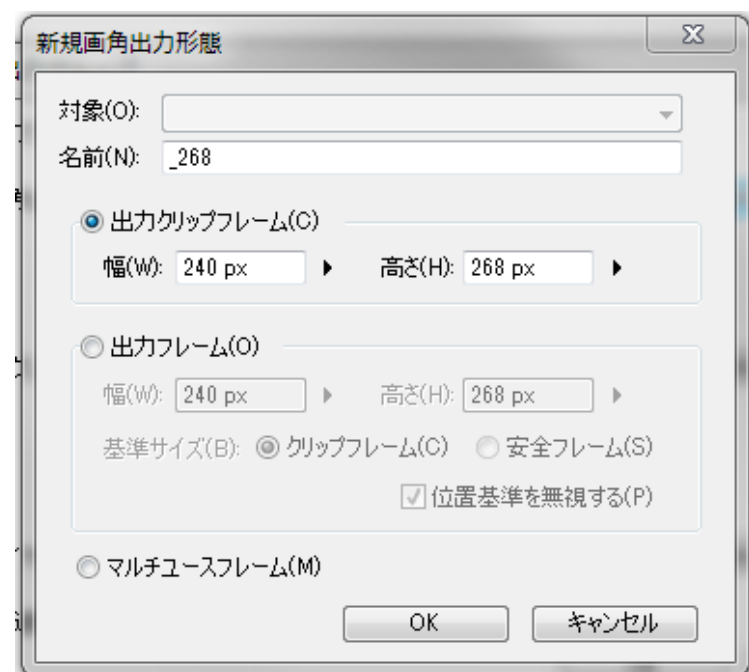 新規画角出力形態
対象(O):
名前(N): _268
出力クリップフレーム(C)
幅(W): 240 px 高さ(H): 268 px
出力フレーム(O)
幅(W): 240 px 高さ(H): 268 px
基準サイズ(B): クリップフレーム(C) 安全フレーム(S)
位置基準を無視する(P)
マルチユースフレーム(M)
OK キャンセル